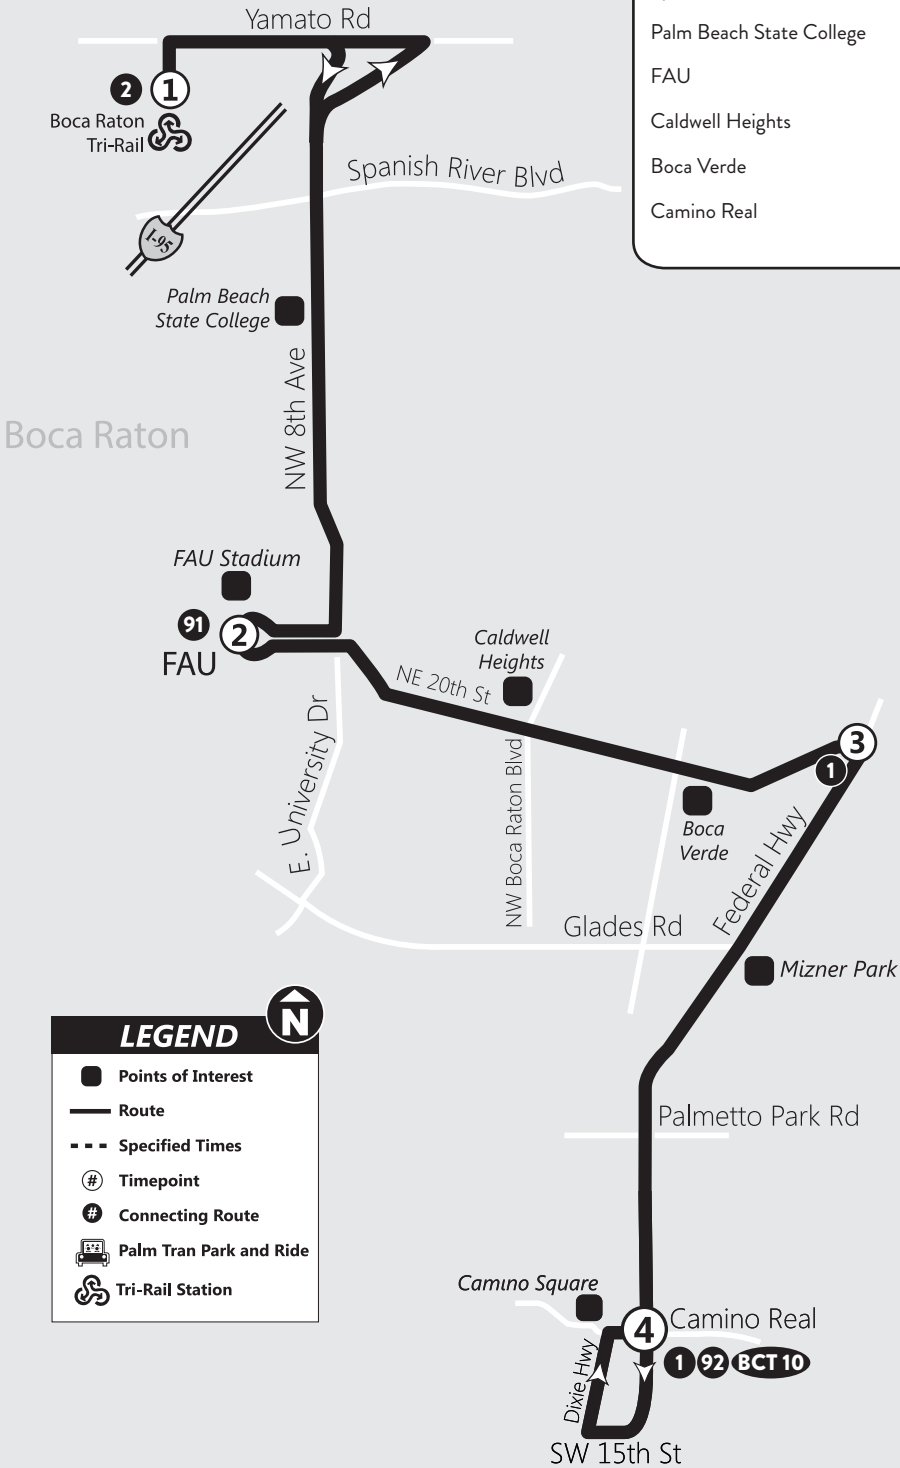 Yamato Rd
Palm Beach State College
FAU
Caldwell Heights
Boca Verde
Camino Real
2
1
Boca Raton
Tri-Rail
Spanish River Blvd
I-95
Palm Beach
State College
NW 8th Ave
Boca Raton
FAU Stadium
91
2
FAU
Caldwell
Heights
NE 20th St
E. University Dr
NW Boca Raton Blvd
3
1
Boca
Verde
Federal Hwy
Glades Rd
Mizner Park
N
LEGEND
Points of Interest
Route
Specified Times
# Timepoint
# Connecting Route
Palm Tran Park and Ride
Tri-Rail Station
Palmetto Park Rd
Camino Square
4
Camino Real
1 92 BCT 10
Dixie Hwy
SW 15th St